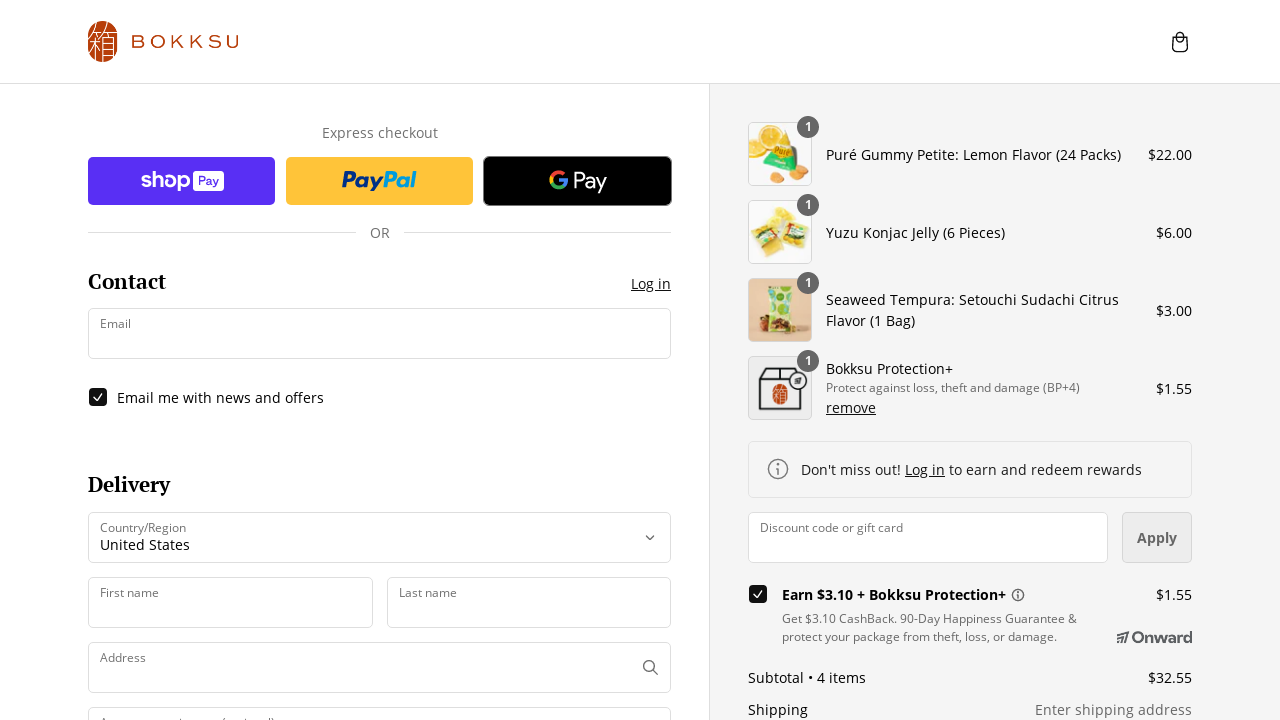 箱 BOKKSU
Express checkout
shop Pay
PayPal
G Pay
OR
Contact
Log in
Email
Email me with news and offers
Delivery
Country/Region
United States
First name
Last name
Address
1
Puré Gummy Petite: Lemon Flavor (24 Packs)
$22.00
1
Yuzu Konjac Jelly (6 Pieces)
$6.00
1
Seaweed Tempura: Setouchi Sudachi Citrus
Flavor (1 Bag)
$3.00
1
Bokksu Protection+
Protect against loss, theft and damage (BP+4)
remove
$1.55
Don't miss out! Log in to earn and redeem rewards
Discount code or gift card
Apply
Earn $3.10 + Bokksu Protection+
$1.55
Get $3.10 CashBack. 90-Day Happiness Guarantee &
protect your package from theft, loss, or damage.
Onward
Subtotal • 4 items
$32.55
Shipping
Enter shipping address